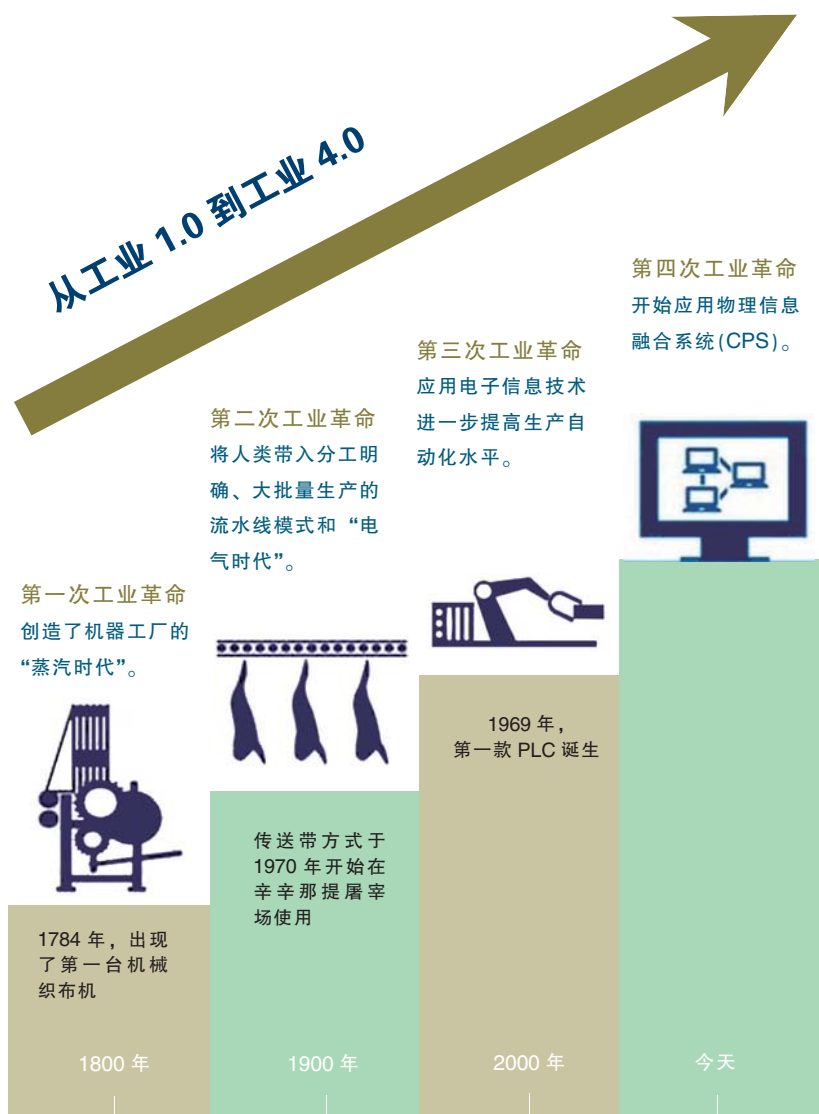 从工业 1.0 到工业 4.0
第一次工业革命
创造了机器工厂的
“蒸汽时代”。
1784 年，出现
了第一台机械
织布机
1800 年
第二次工业革命
将人类带入分工明
确、大批量生产的
流水线模式和“电
气时代”。
传送带方式于
1970 年开始在
辛辛那提屠宰
场使用
1900 年
第三次工业革命
应用电子信息技术
进一步提高生产自
动化水平。
1969 年，
第一款 PLC 诞生
2000 年
第四次工业革命
开始应用物理信息
融合系统(CPS)。
今天